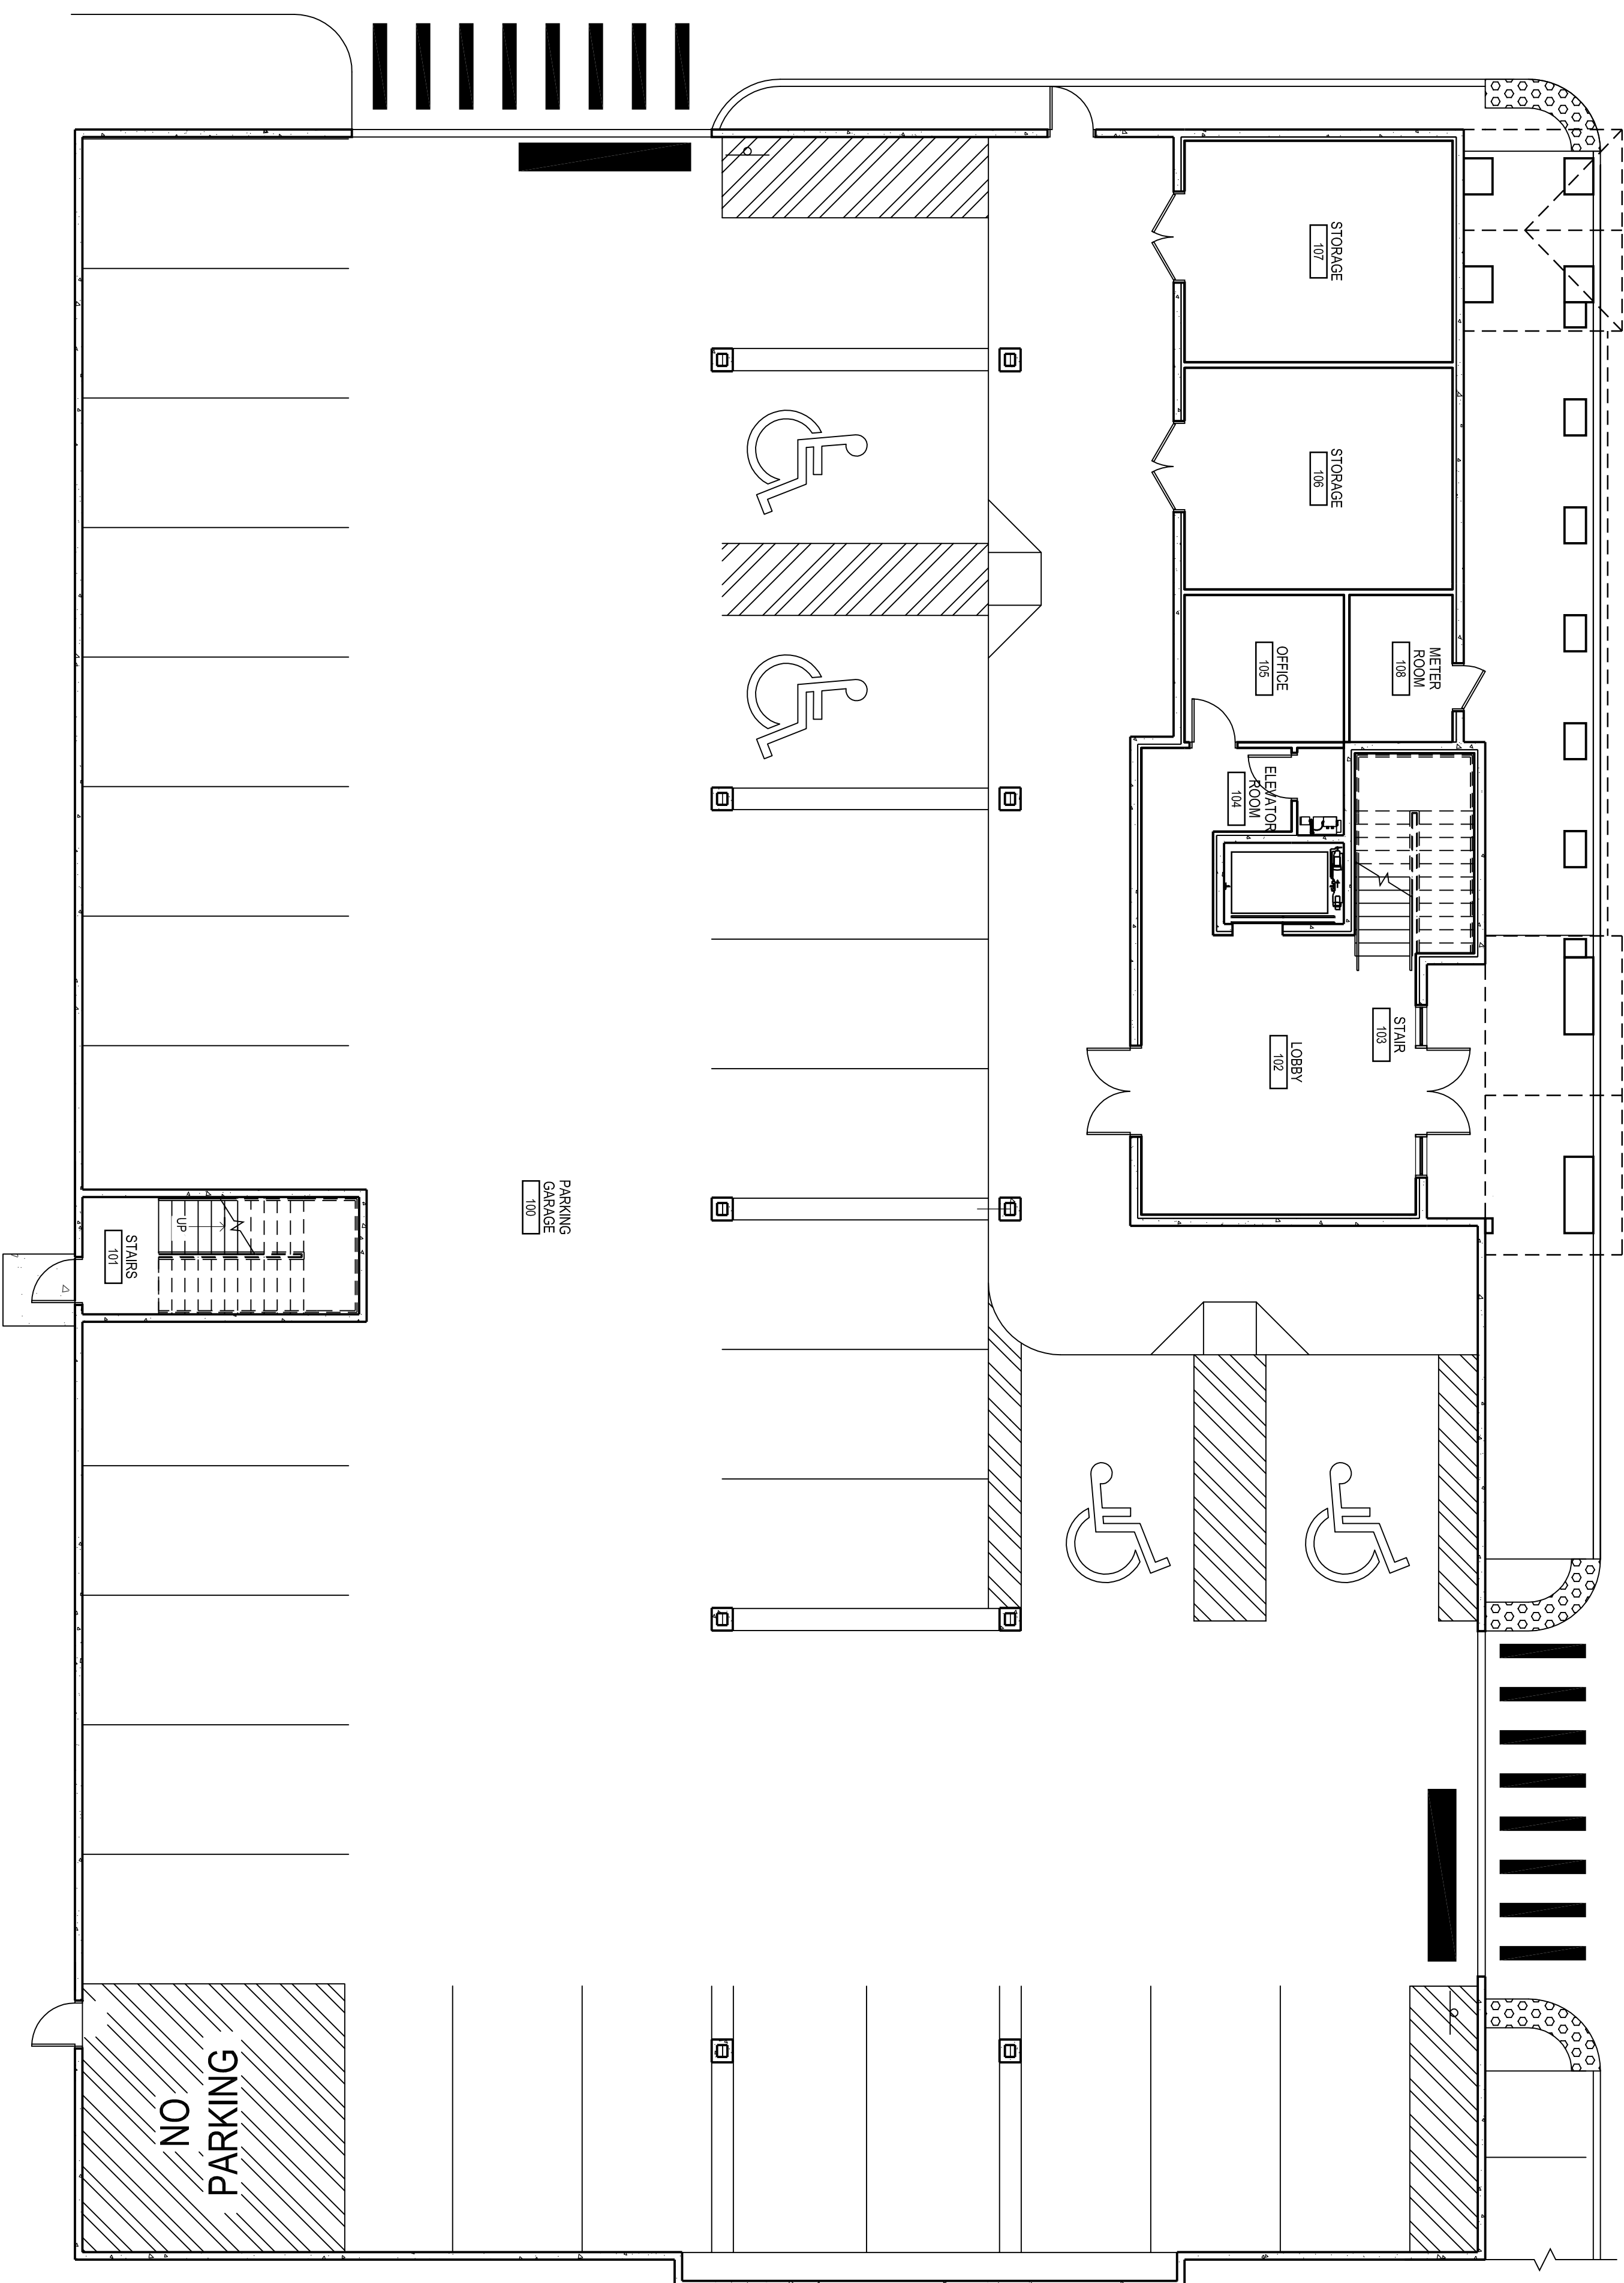 STORAGE
107
STORAGE
106
METER
ROOM
108
OFFICE
105
ELEVATOR
ROOM
104
STAIR
103
LOBBY
102
PARKING
GARAGE
100
STAIRS
101
UP
NO
PARKING